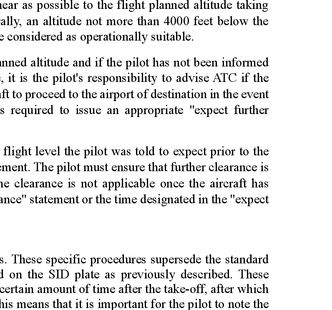 near as possible to the flight planned altitude taking
ally, an altitude not more than 4000 feet below the
e considered as operationally suitable.
anned altitude and if the pilot has not been informed
, it is the pilot's responsibility to advise ATC if the
aft to proceed to the airport of destination in the event
s required to issue an appropriate "expect further
flight level the pilot was told to expect prior to the
ement. The pilot must ensure that further clearance is
he clearance is not applicable once the aircraft has
ance" statement or the time designated in the "expect
s. These specific procedures supersede the standard
d on the SID plate as previously described. These
certain amount of time after the take-off, after which
his means that it is important for the pilot to note the